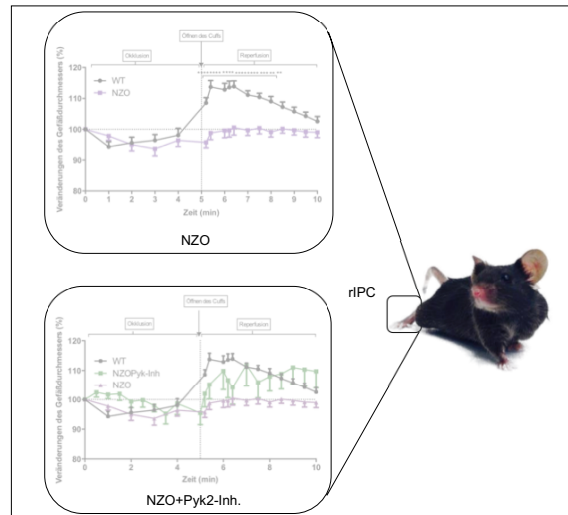 Öffnen des Cuffs
Okklusion
Reperfusion
WT
NZO
Veränderungen des Gefäßdurchmessers (%)
120
110
100
90
80
0 1 2 3 4 5 6 7 8 9 10
Zeit (min)
NZO
rIPC
Öffnen des Cuffs
Okklusion
Reperfusion
WT
NZOPyk-Inh
NZO
Veränderungen des Gefäßdurchmessers (%)
120
110
100
90
80
0 2 4 6 8 10
Zeit (min)
NZO+Pyk2-Inh.